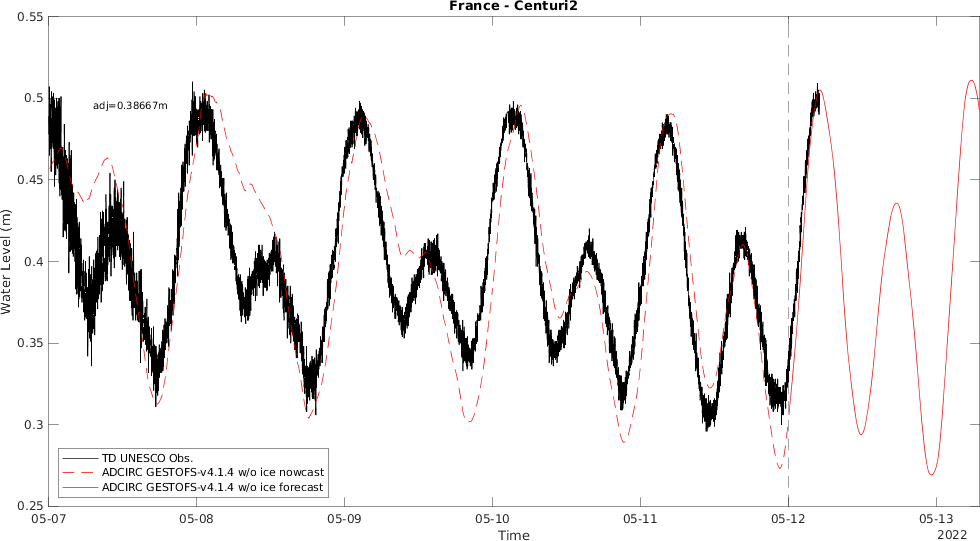 France - Centuri2
0.55
0.5
0.45
0.4
0.35
0.3
0.25
Water Level (m)
adj=0.38667m
TD UNESCO Obs.
ADCIRC GESTOFS-v4.1.4 w/o ice nowcast
ADCIRC GESTOFS-v4.1.4 w/o ice forecast
05-07 05-08 05-09 05-10 05-11 05-12 05-13
Time
2022